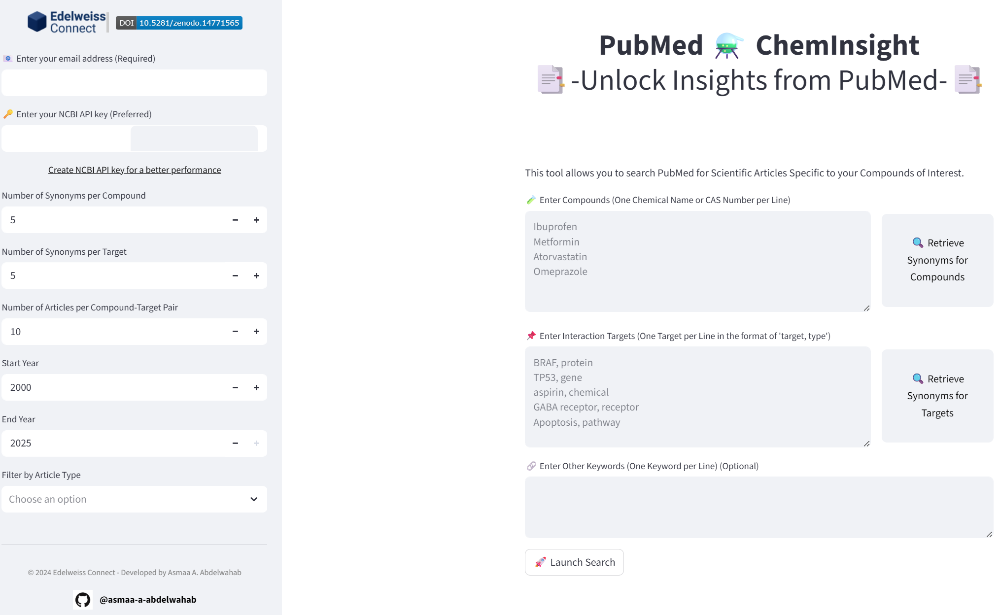 Edelweiss
Connect
DOI 10.5281/zenodo.14771565
Enter your email address (Required)
Enter your NCBI API key (Preferred)
Create NCBI API key for a better performance
Number of Synonyms per Compound
5
Number of Synonyms per Target
5
Number of Articles per Compound-Target Pair
10
Start Year
2000
End Year
2025
Filter by Article Type
Choose an option
© 2024 Edelweiss Connect - Developed by Asmaa A. Abdelwahab
@asmaa-a-abdelwahab
PubMed ChemInsight
-Unlock Insights from PubMed-
This tool allows you to search PubMed for Scientific Articles Specific to your Compounds of Interest.
Enter Compounds (One Chemical Name or CAS Number per Line)
Ibuprofen
Metformin
Atorvastatin
Omeprazole
Retrieve
Synonyms for
Compounds
Enter Interaction Targets (One Target per Line in the format of 'target, type')
BRAF, protein
TP53, gene
aspirin, chemical
GABA receptor, receptor
Apoptosis, pathway
Retrieve
Synonyms for
Targets
Enter Other Keywords (One Keyword per Line) (Optional)
Launch Search